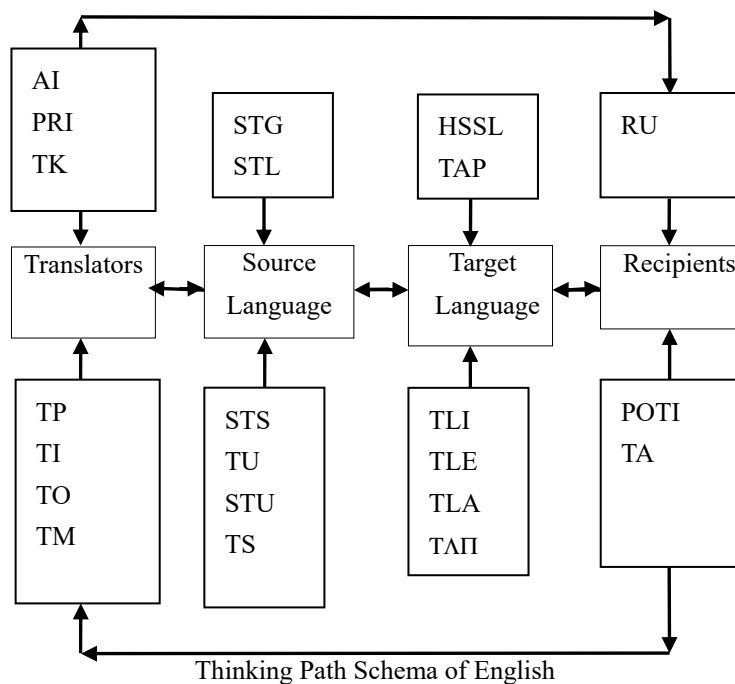 AI
PRI
TK
STG
STL
HSSL
TAP
RU
Translators
Source
Language
Target
Language
Recipients
TP
TI
TO
TM
STS
TU
STU
TS
TLI
TLE
TLA
ΤΛΠ
POTI
TA
Thinking Path Schema of English